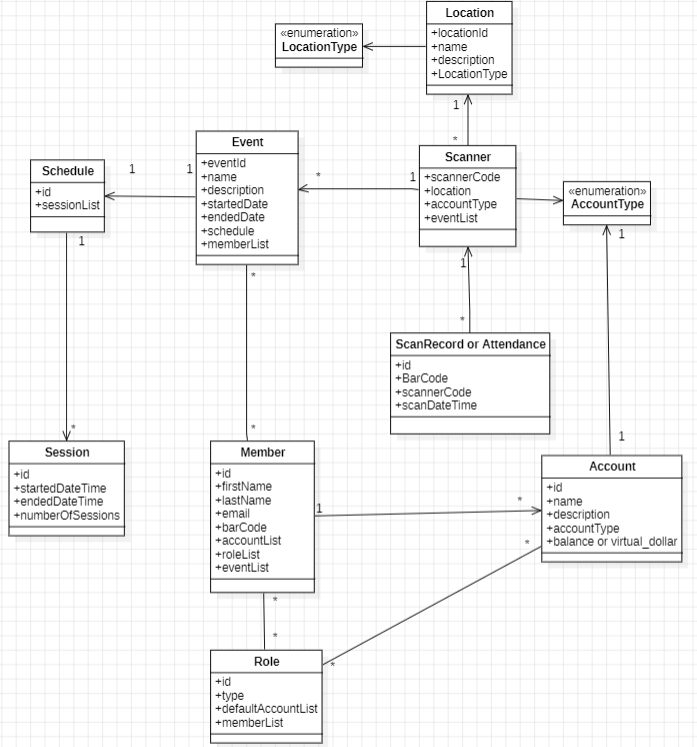 Location
+locationId
+name
+description
+LocationType
«enumeration»
LocationType
1
*
Schedule
+id
+sessionList
1
1
Event
+eventId
+name
+description
+startedDate
+endedDate
+schedule
+memberList
*
1
Scanner
+scannerCode
+location
+accountType
+eventList
«enumeration»
AccountType
1
1
*
1
*
ScanRecord or Attendance
+id
+BarCode
+scannerCode
+scanDateTime
*
*
1
Session
+id
+startedDateTime
+endedDateTime
+numberOfSessions
Member
+id
+firstName
+lastName
+email
+barCode
+accountList
+roleList
+eventList
1
*
Account
+id
+name
+description
+accountType
+balance or virtual_dollar
*
*
*
*
Role
+id
+type
+defaultAccountList
+memberList